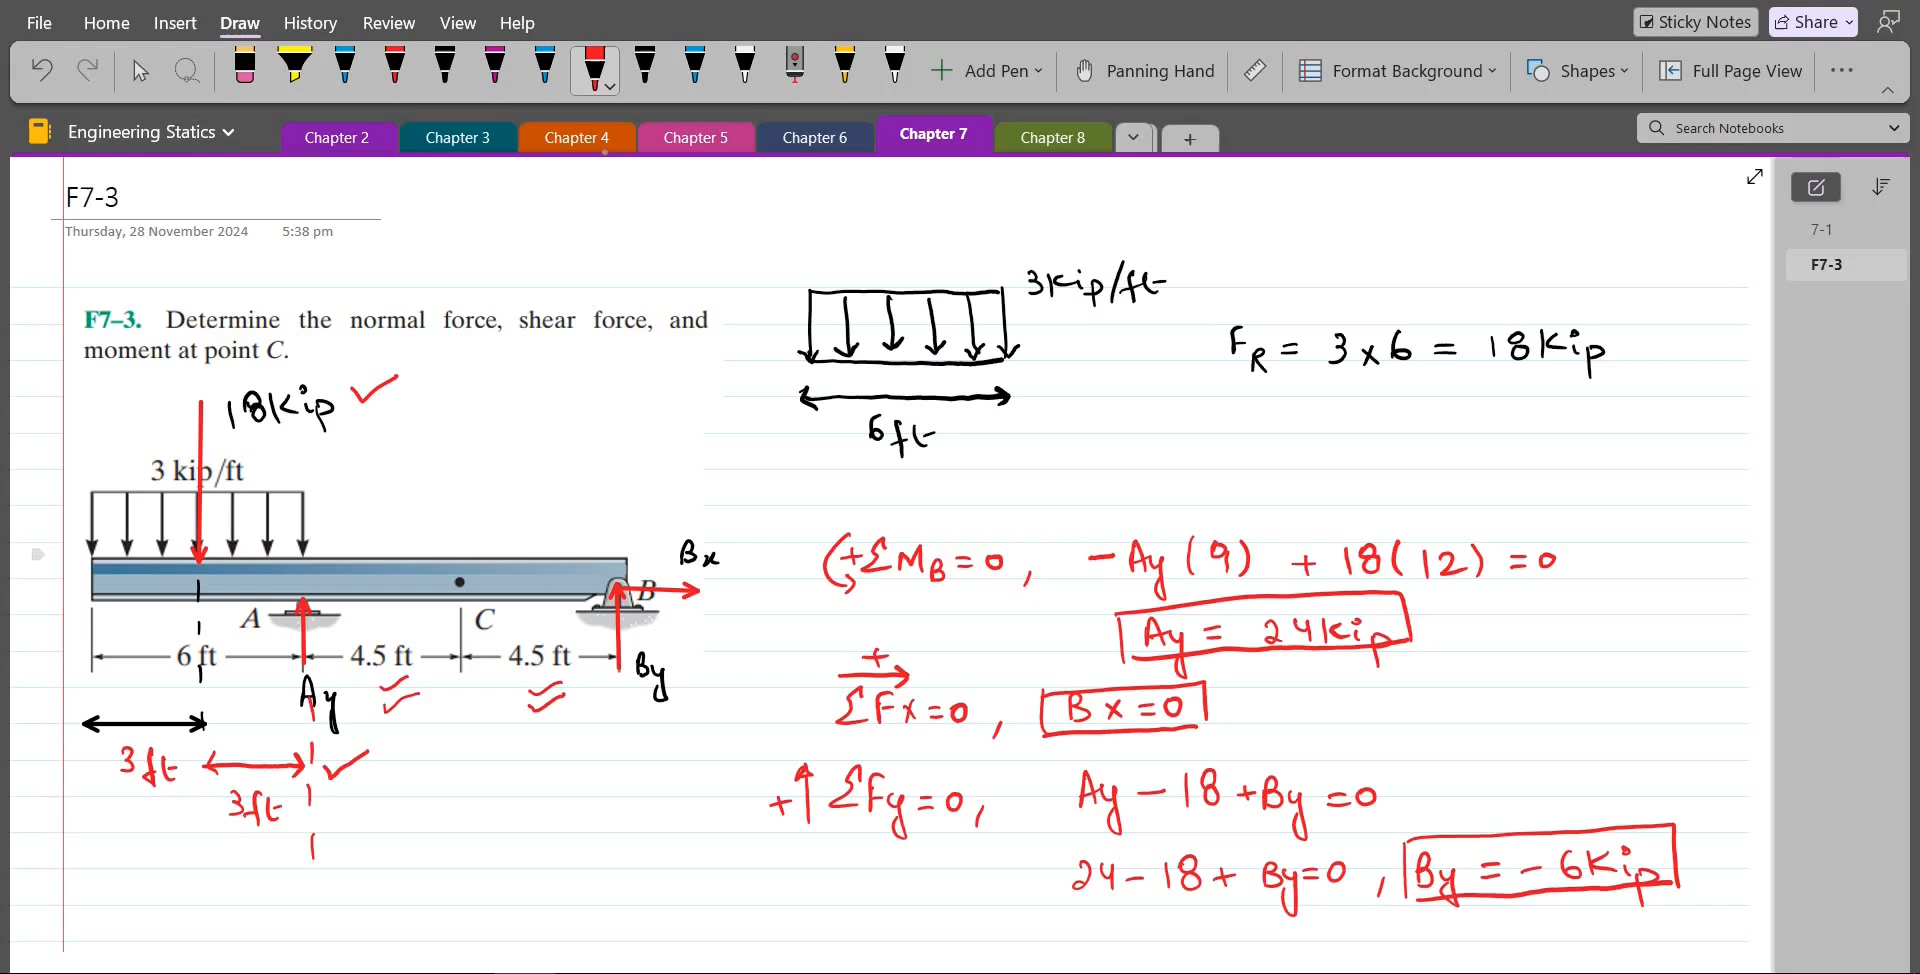 File Home Insert Draw History Review View Help Sticky Notes Share
Add Pen Panning Hand Format Background Shapes Full Page View
Engineering Statics Chapter 2 Chapter 3 Chapter 4 Chapter 5 Chapter 6 Chapter 7 Chapter 8 + Search Notebooks
F7-3
Thursday, 28 November 2024 5:38 pm
7-1
F7-3
F7–3. Determine the normal force, shear force, and
moment at point C.
18Kip
3 kip/ft
A
C
B
Bx
6 ft
4.5 ft
4.5 ft
Ay
By
3ft
3ft
3Kip/ft
6ft
FR = 3 x 6 = 18Kip
+ΣMB = 0, - Ay (9) + 18(12) = 0
Ay = 24Kip
+
ΣFx = 0, Bx = 0
+ ΣFy = 0, Ay - 18 + By = 0
24 - 18 + By = 0, By = - 6Kip